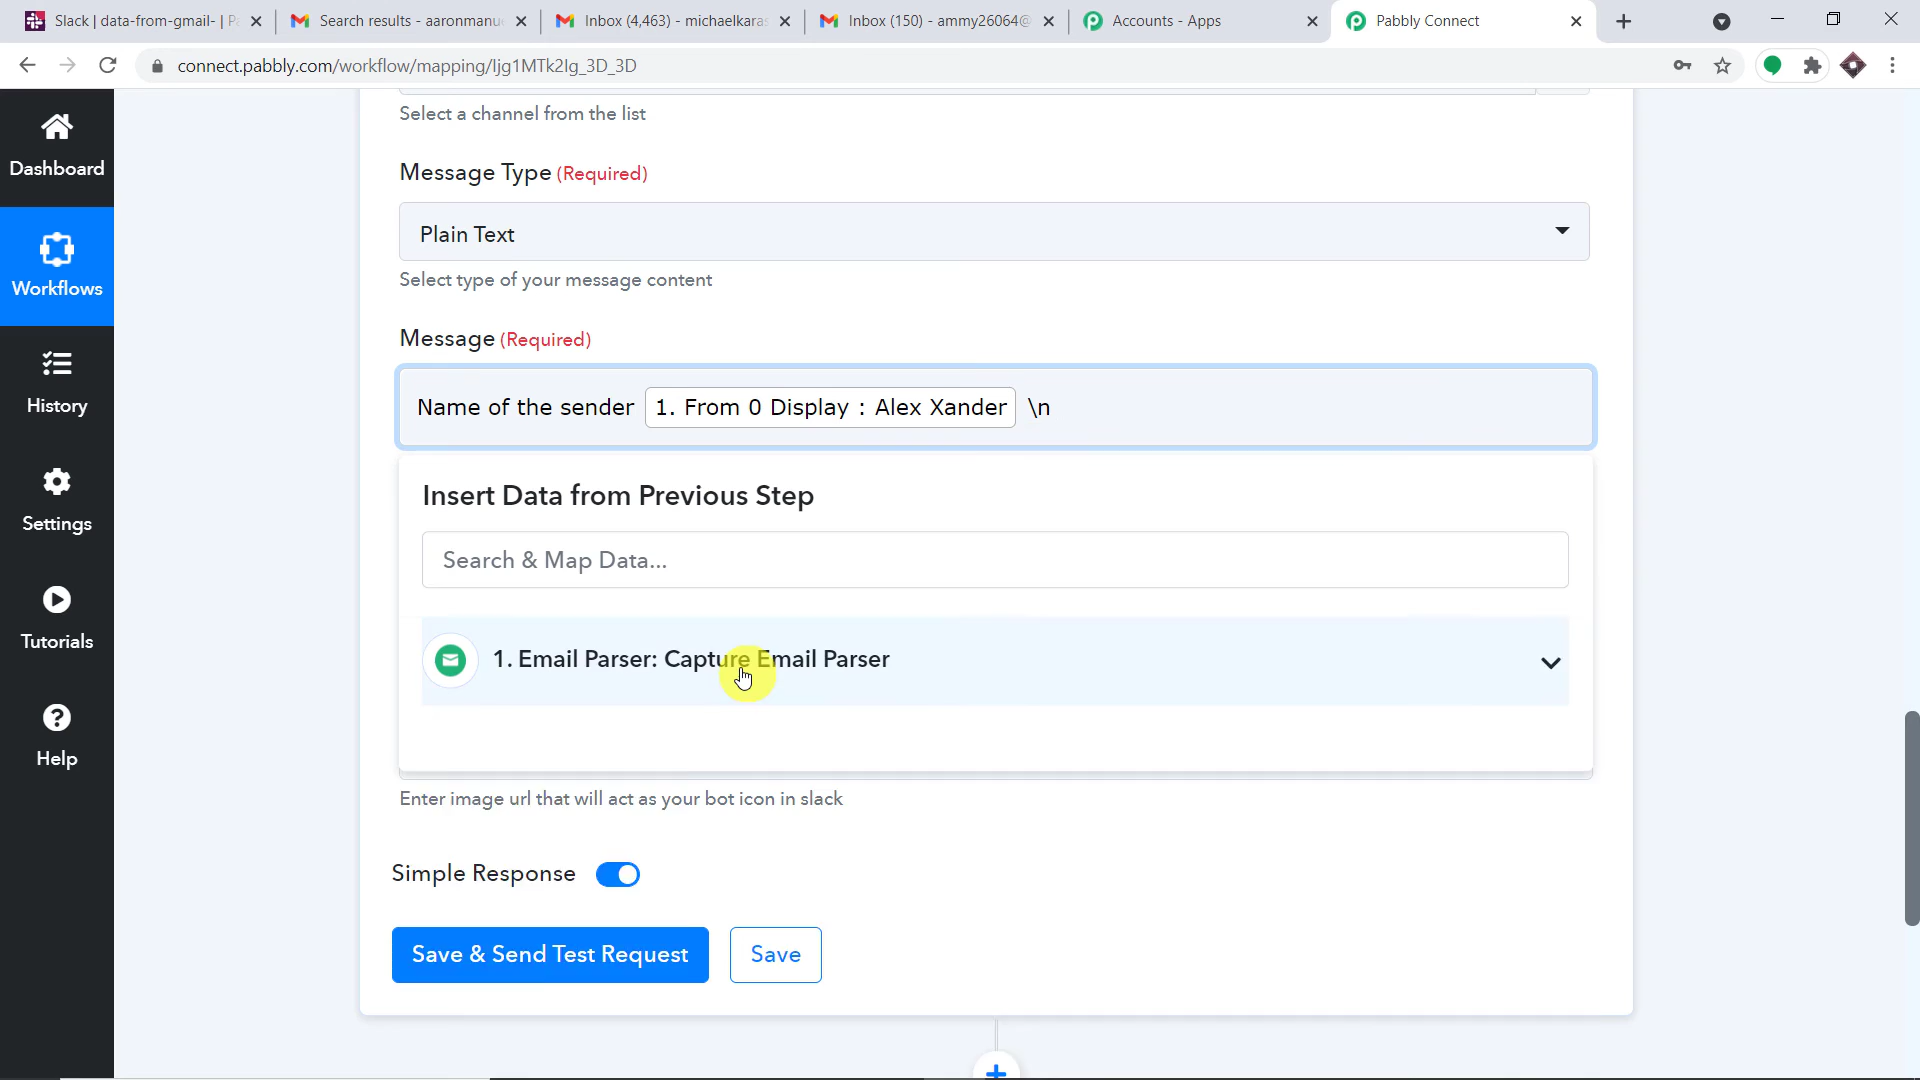 Slack | data-from-gmail- | P
Search results - aaronmanue
Inbox (4,463) - michaelkaras
Inbox (150) - ammy26064@
Accounts - Apps
Pabbly Connect
connect.pabbly.com/workflow/mapping/Ijg1MTk2Ig_3D_3D
Dashboard
Workflows
History
Settings
Tutorials
Help
Select a channel from the list
Message Type (Required)
Plain Text
Select type of your message content
Message (Required)
Name of the sender 1. From 0 Display : Alex Xander \n
Insert Data from Previous Step
Search & Map Data...
1. Email Parser: Capture Email Parser
Enter image url that will act as your bot icon in slack
Simple Response
Save & Send Test Request
Save